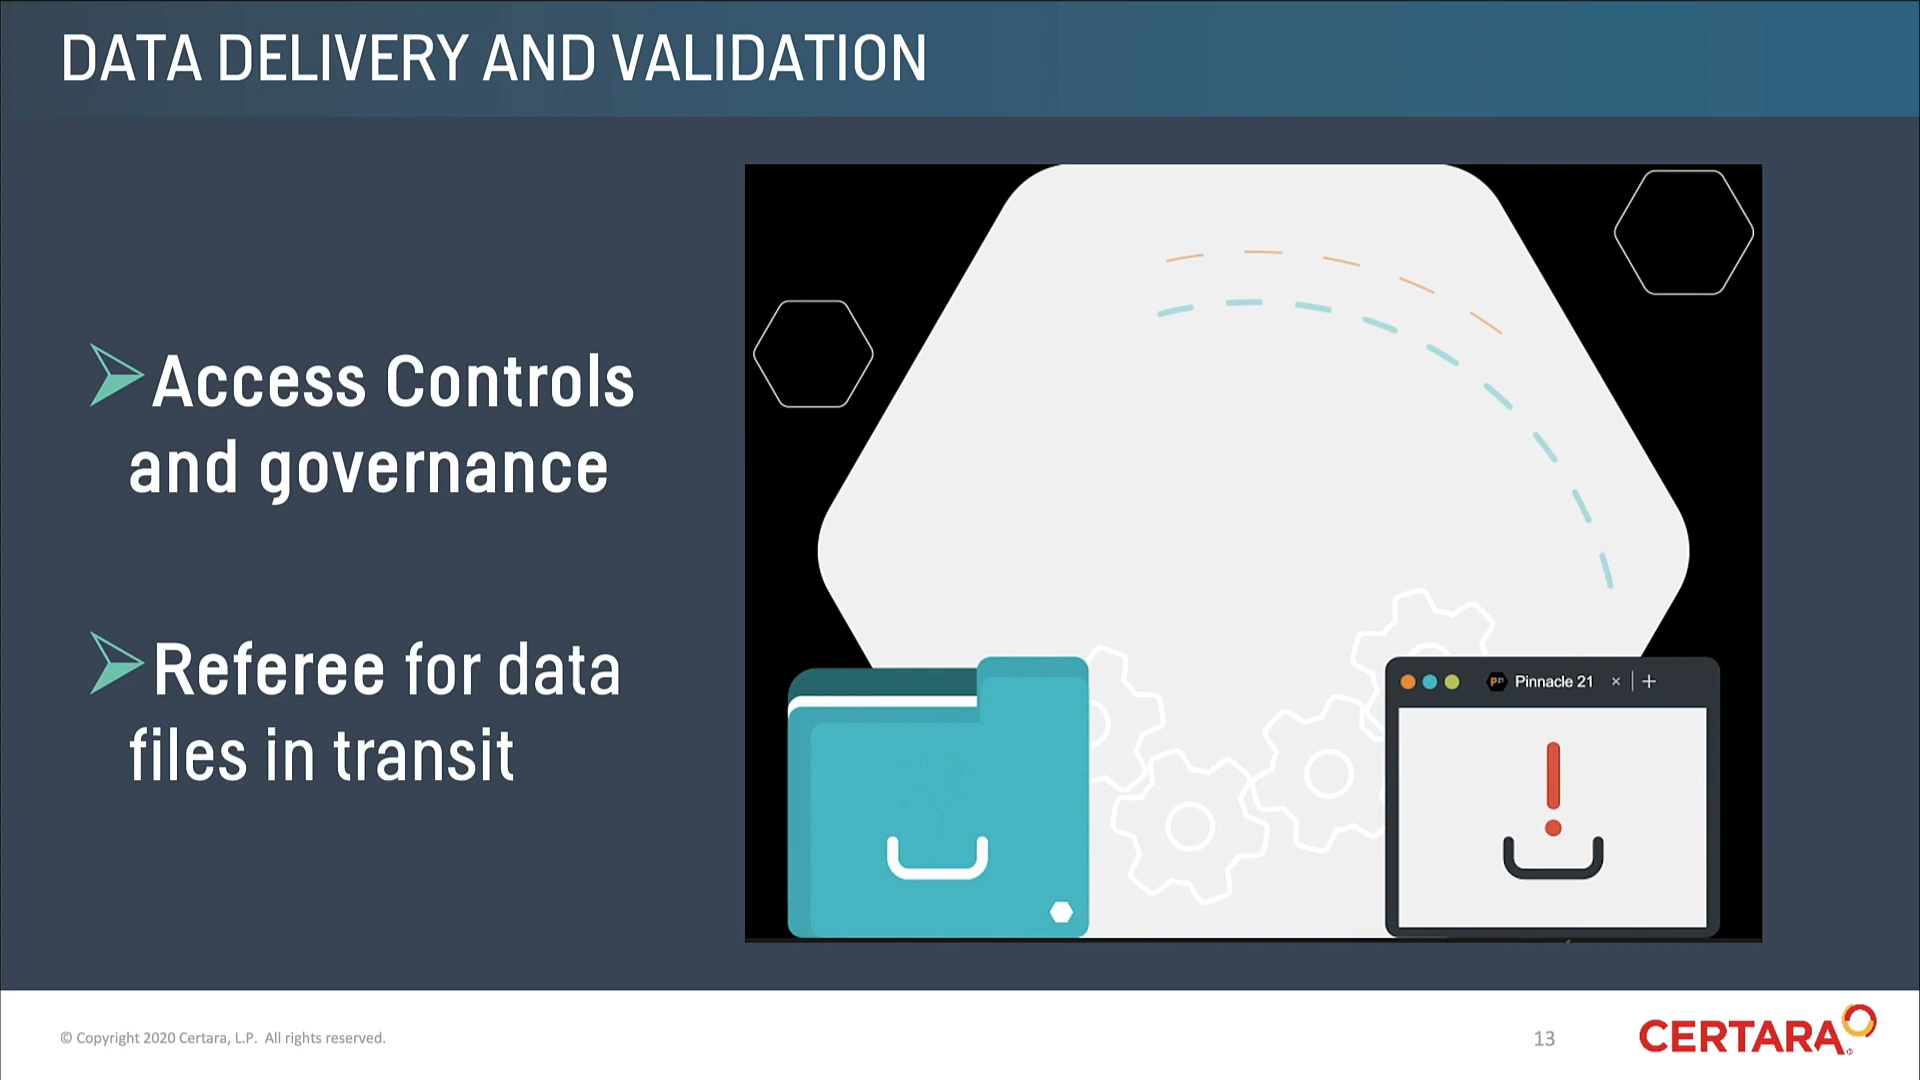 DATA DELIVERY AND VALIDATION
Access Controls
and governance
Referee for data
files in transit
Pinnacle 21
© Copyright 2020 Certara, L.P. All rights reserved.
13
CERTARA